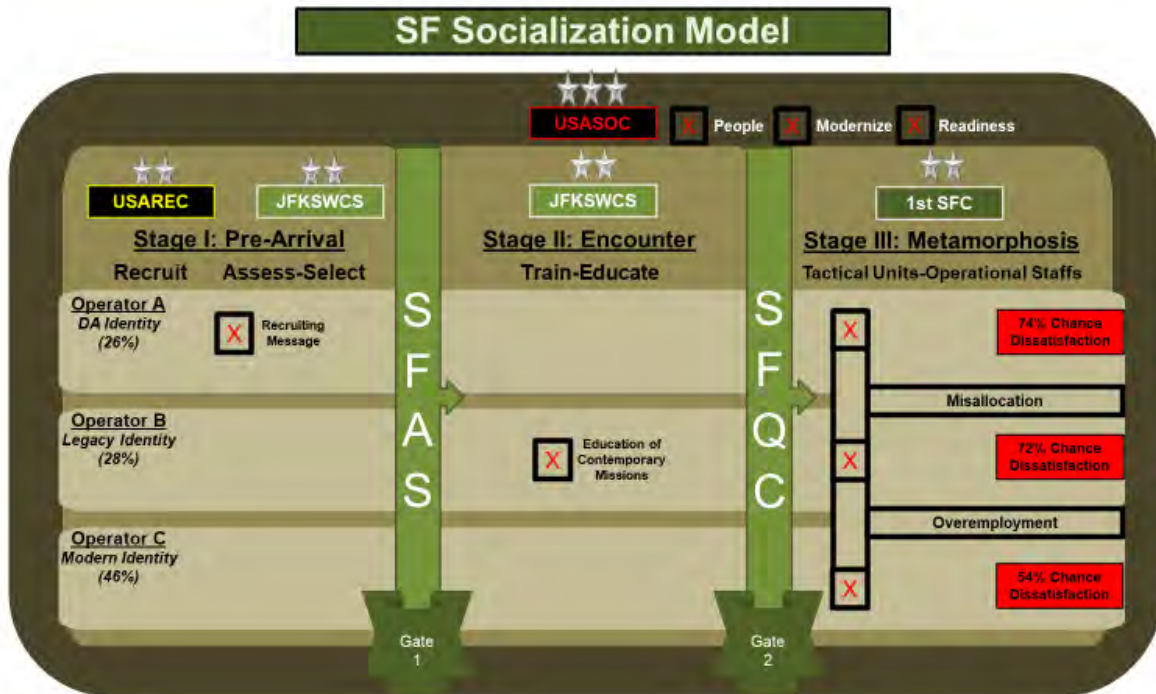 SF Socialization Model
USASOC
X People X Modernize X Readiness
USAREC
JFKSWCS
JFKSWCS
1st SFC
Stage I: Pre-Arrival
Recruit Assess-Select
Stage II: Encounter
Train-Educate
Stage III: Metamorphosis
Tactical Units-Operational Staffs
Operator A
DA Identity
(26%)
X
Recruiting
Message
X
74% Chance
Dissatisfaction
Misallocation
Operator B
Legacy Identity
(28%)
X
Education of
Contemporary
Missions
X
72% Chance
Dissatisfaction
Overemployment
Operator C
Modern Identity
(46%)
X
54% Chance
Dissatisfaction
S
F
A
S
S
F
Q
C
Gate
1
Gate
2